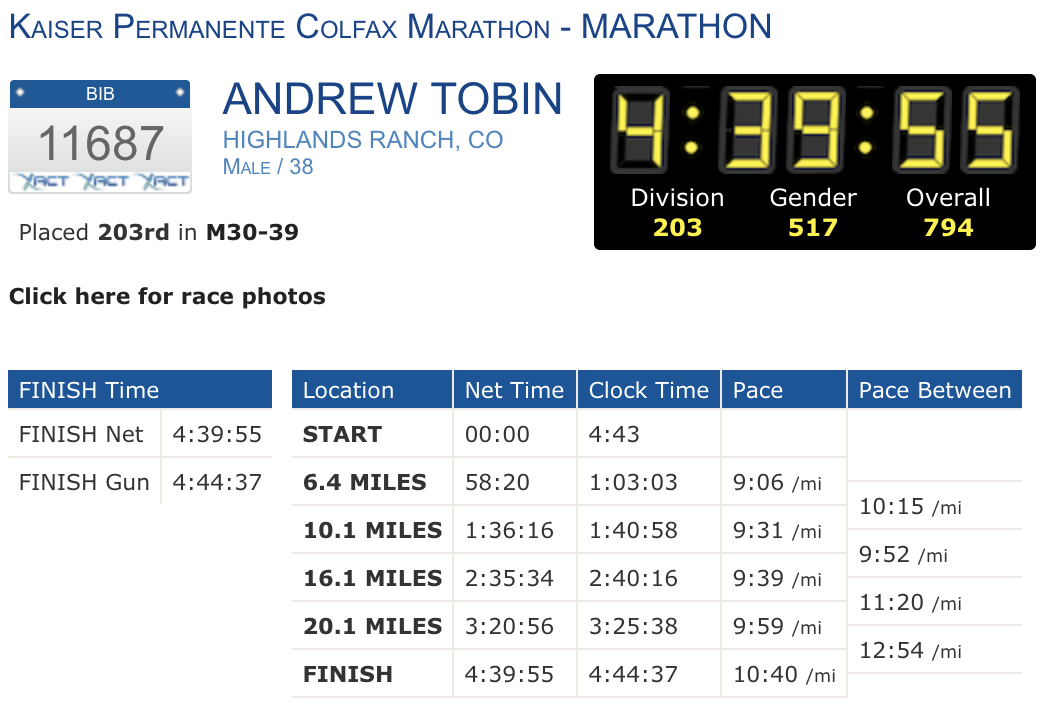 Kaiser Permanente Colfax Marathon - MARATHON
BIB
11687
XACT XACT XACT
ANDREW TOBIN
HIGHLANDS RANCH, CO
Male / 38
4:39:55
Division Gender Overall
203 517 794
Placed 203rd in M30-39
Click here for race photos
FINISH Time
FINISH Net 4:39:55
FINISH Gun 4:44:37
Location Net Time Clock Time Pace Pace Between
START 00:00 4:43
6.4 MILES 58:20 1:03:03 9:06 /mi
10:15 /mi
10.1 MILES 1:36:16 1:40:58 9:31 /mi
9:52 /mi
16.1 MILES 2:35:34 2:40:16 9:39 /mi
11:20 /mi
20.1 MILES 3:20:56 3:25:38 9:59 /mi
12:54 /mi
FINISH 4:39:55 4:44:37 10:40 /mi